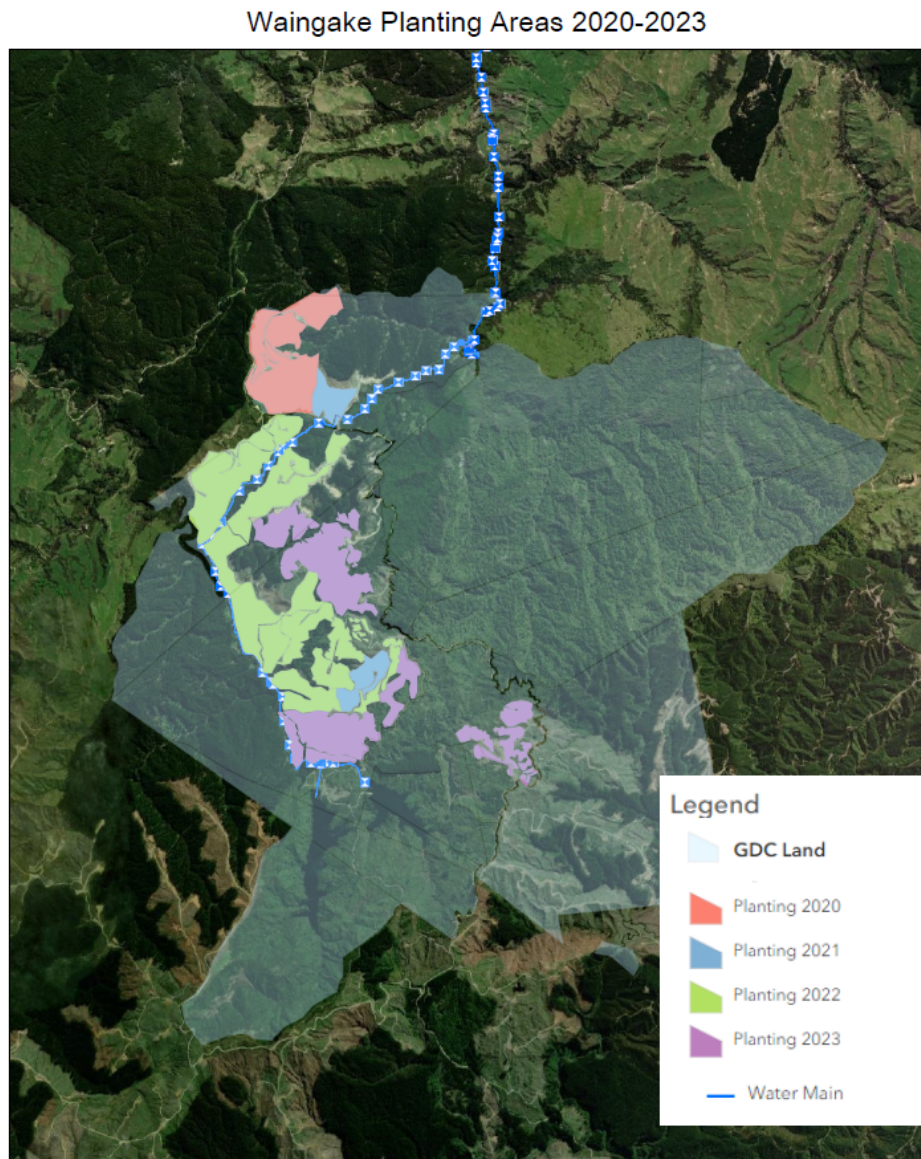 Waingake Planting Areas 2020-2023
Legend
GDC Land
Planting 2020
Planting 2021
Planting 2022
Planting 2023
Water Main